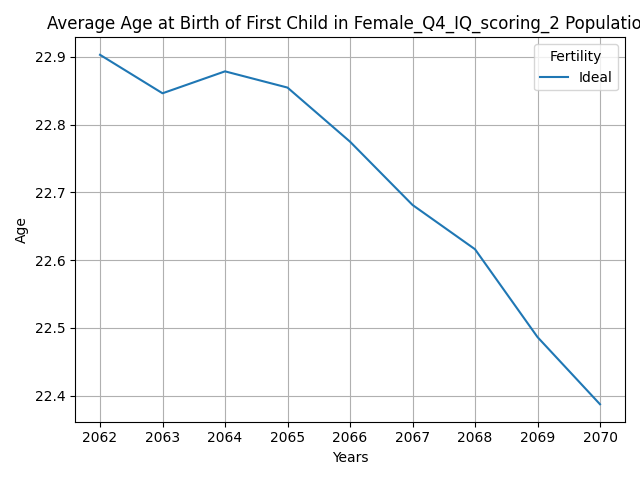 Average Age at Birth of First Child in Female_Q4_IQ_scoring_2 Populatio
Fertility
Ideal
22.9
22.8
22.7
22.6
22.5
22.4
Age
2062 2063 2064 2065 2066 2067 2068 2069 2070
Years